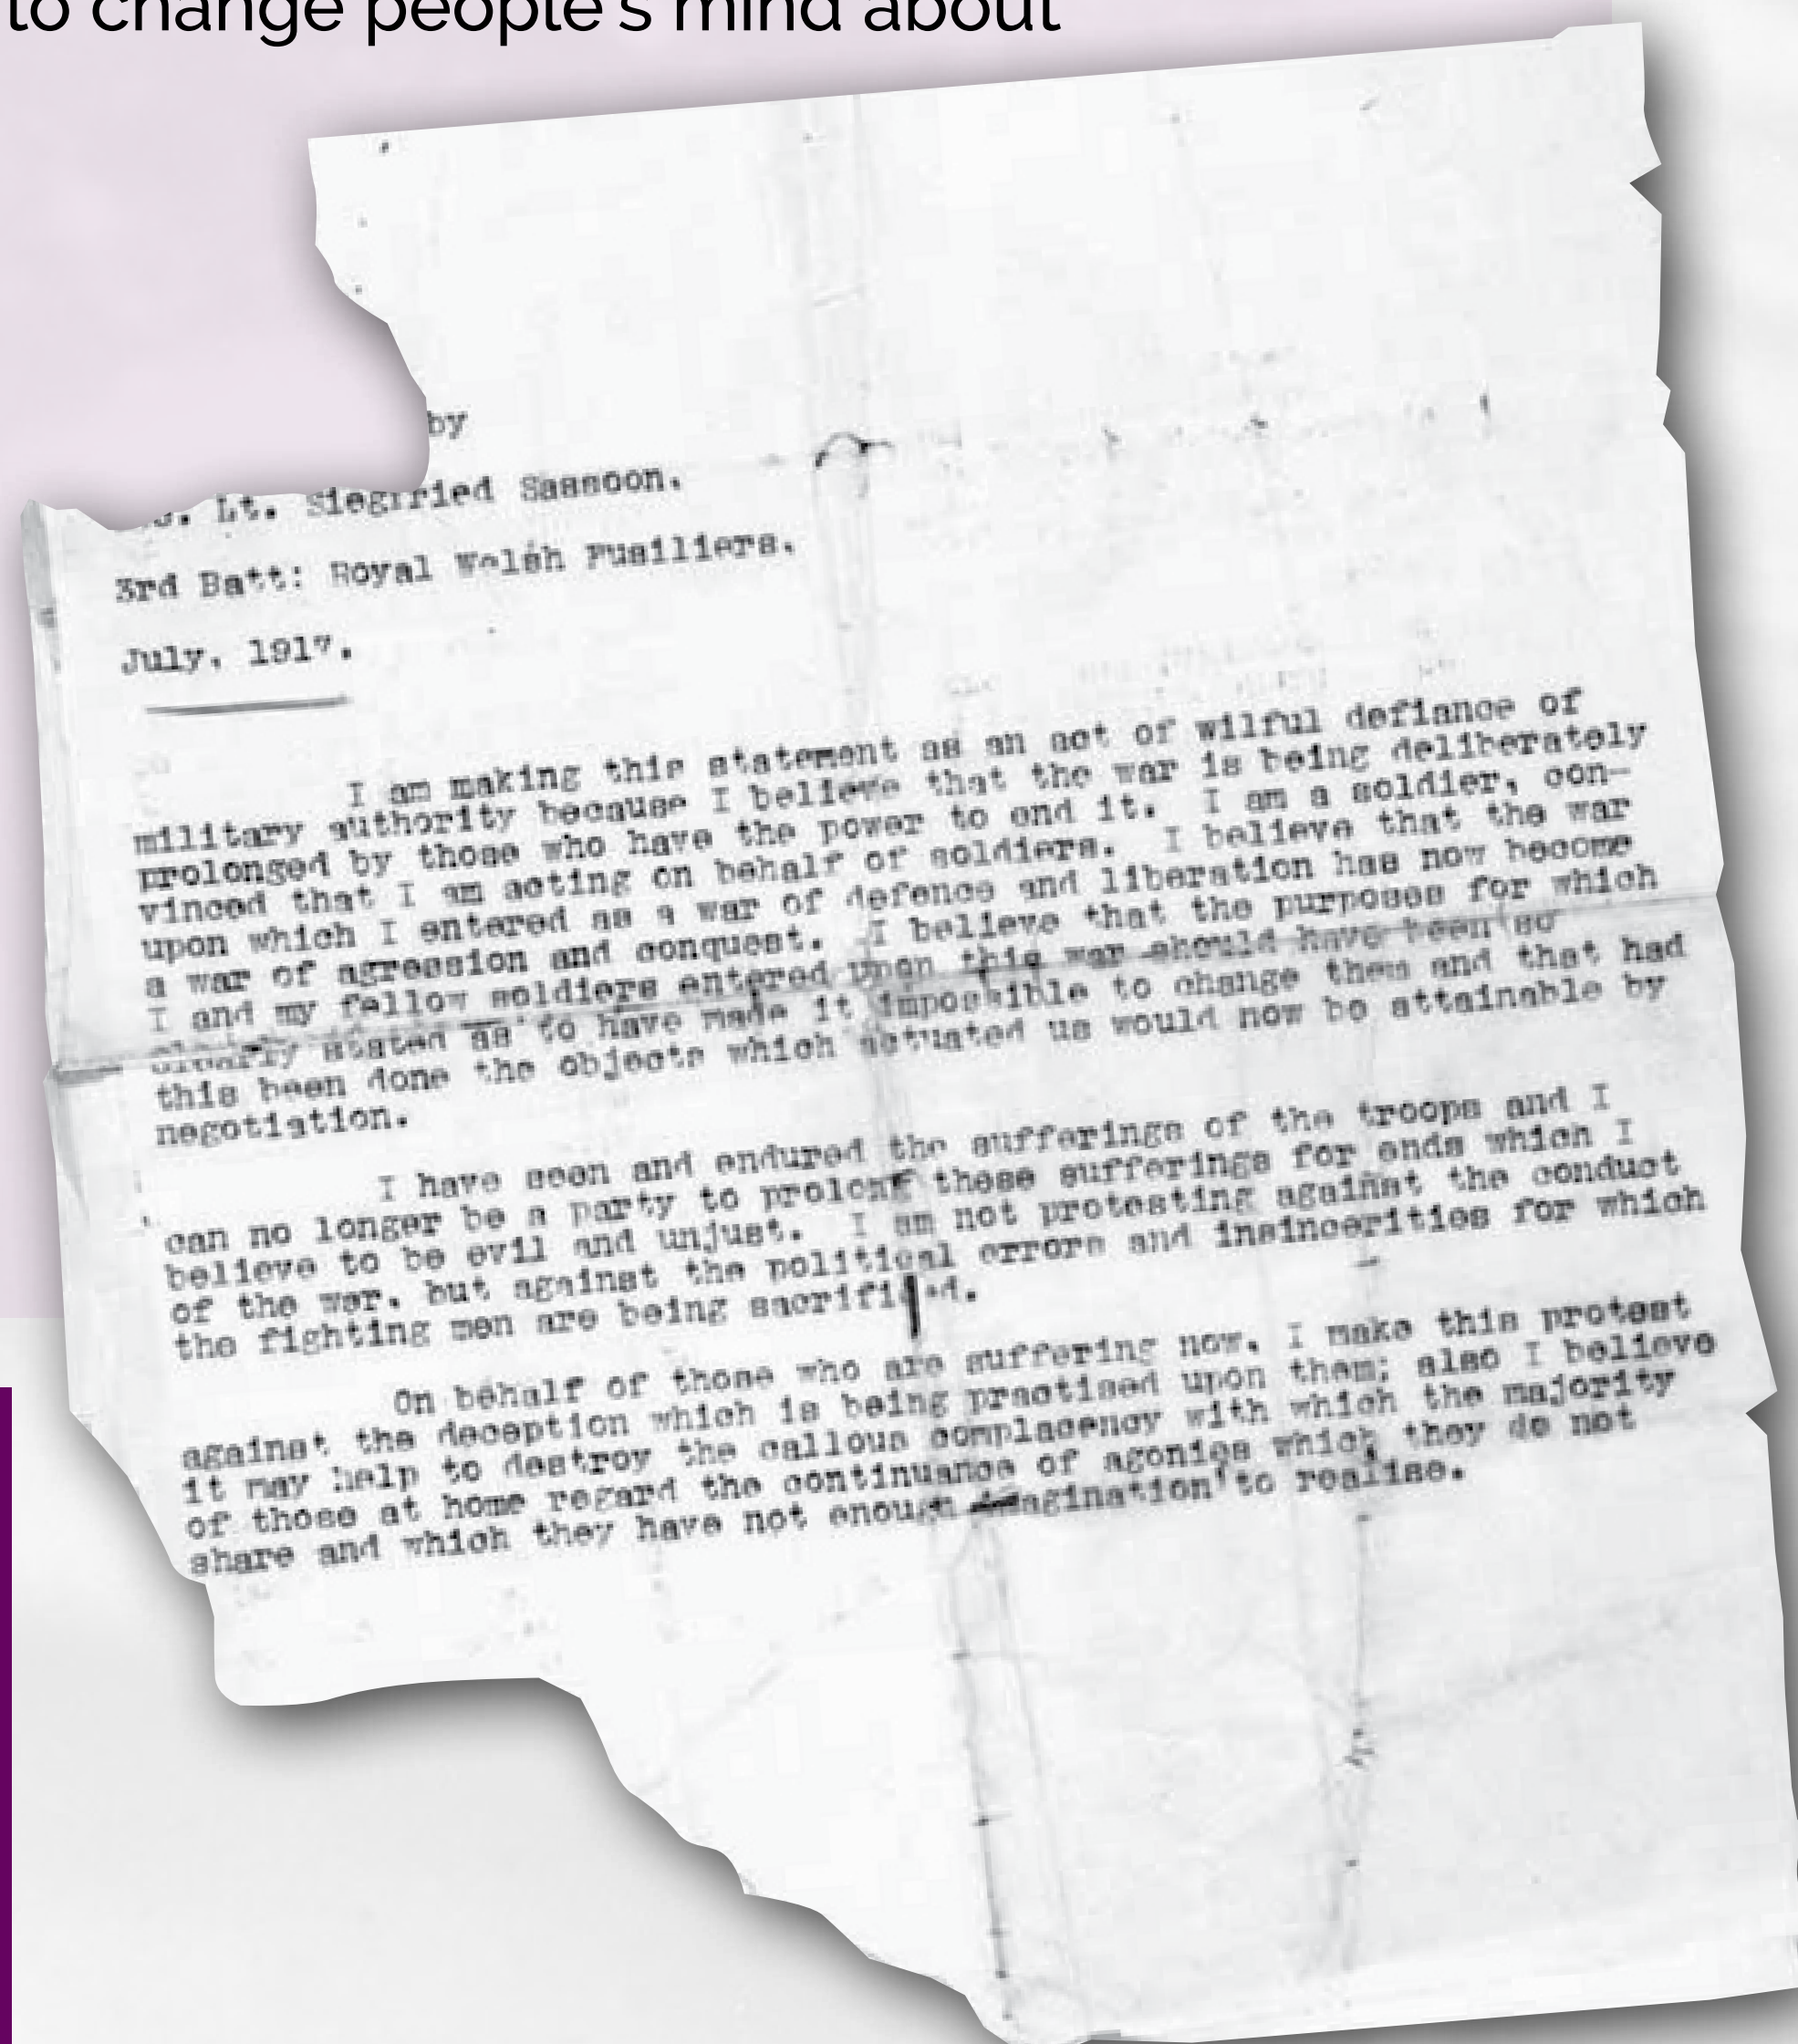 to change people's mind about
by
Lt. Siegfried Sassoon.
3rd Batt: Royal Welsh Fusiliers.
July, 1917.
I am making this statement as an act of wilful defiance of
military authority because I believe that the war is being deliberately
prolonged by those who have the power to end it. I am a soldier, con-
vinced that I am acting on behalf of soldiers. I believe that the war
upon which I entered as a war of defence and liberation has now become
a war of agression and conquest. I believe that the purposes for which
I and my fellow soldiers entered upon this war should have been so
clearly stated as to have made it impossible to change them and that had
this been done the objects which actuated us would now be attainable by
negotiation.
I have seen and endured the sufferings of the troops and I
can no longer be a party to prolong these sufferings for ends which I
believe to be evil and unjust. I am not protesting against the conduct
of the war, but against the political errors and insincerities for which
the fighting men are being sacrificed.
On behalf of those who are suffering now, I make this protest
against the deception which is being practised upon them; also I believe
it may help to destroy the callous complacency with which the majority
of those at home regard the continuance of agonies which they do not
share and which they have not enough imagination to realise.